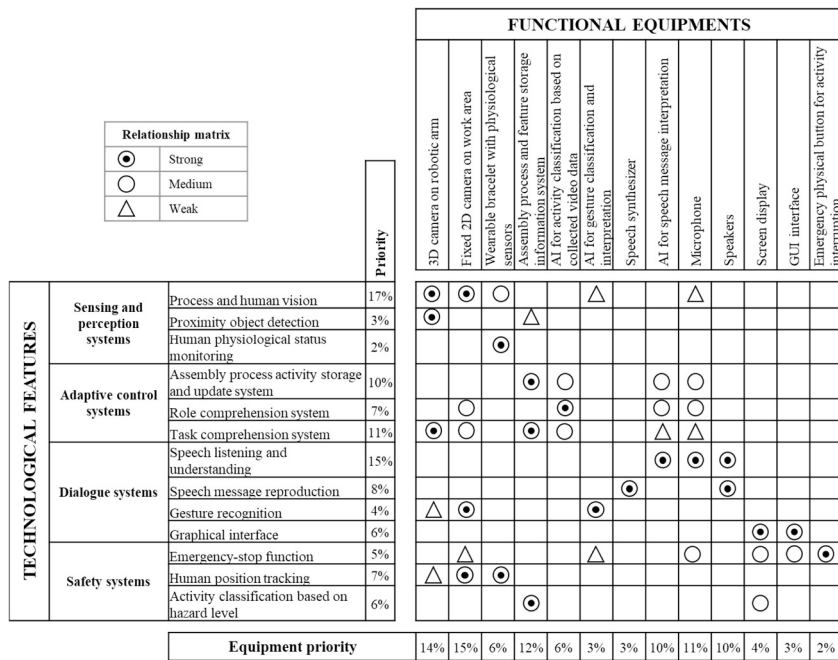 FUNCTIONAL EQUIPMENTS
Relationship matrix
Strong
Medium
Weak
Priority
3D camera on robotic arm
Fixed 2D camera on work area
Wearable bracelet with physiological
sensors
Assembly process and feature storage
information system
AI for activity classification based on
collected video data
AI for gesture classification and
interpretation
Speech synthesizer
AI for speech message interpretation
Microphone
Speakers
Screen display
GUI interface
Emergency physical button for activity
interruption
TECHNOLOGICAL FEATURES
Sensing and
perception
systems
Process and human vision 17%
Proximity object detection 3%
Human physiological status
monitoring 2%
Adaptive control
systems
Assembly process activity storage
and update system 10%
Role comprehension system 7%
Task comprehension system 11%
Dialogue systems
Speech listening and
understanding 15%
Speech message reproduction 8%
Gesture recognition 4%
Graphical interface 6%
Safety systems
Emergency-stop function 5%
Human position tracking 7%
Activity classification based on
hazard level 6%
Equipment priority 14% 15% 6% 12% 6% 3% 3% 10% 11% 10% 4% 3% 2%